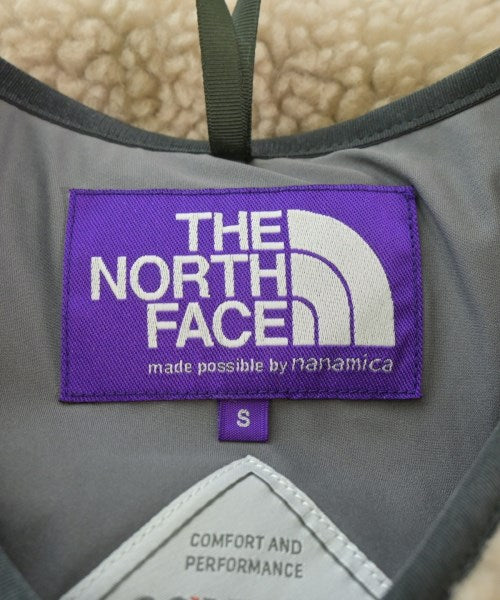 THE
NORTH
FACE
made possible by nanamica
S
COMFORT AND
PERFORMANCE